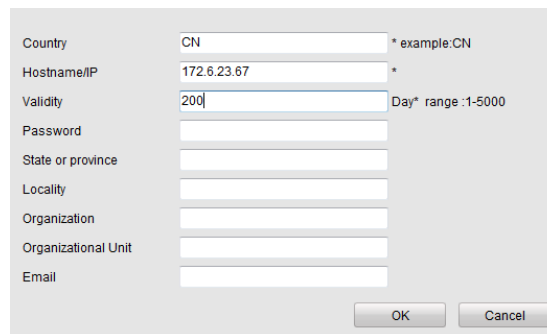 Country CN * example:CN
Hostname/IP 172.6.23.67 *
Validity 200 Day* range :1-5000
Password
State or province
Locality
Organization
Organizational Unit
Email
OK Cancel